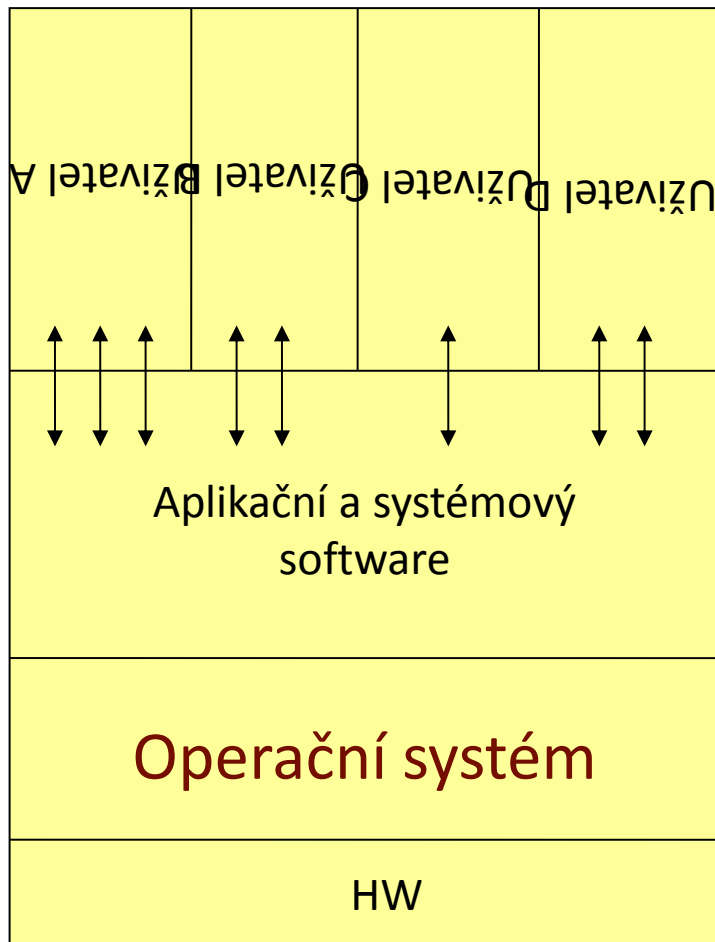 Uživatel A
Uživatel B
Uživatel C
Uživatel D
Aplikační a systémový
software
Operační systém
HW